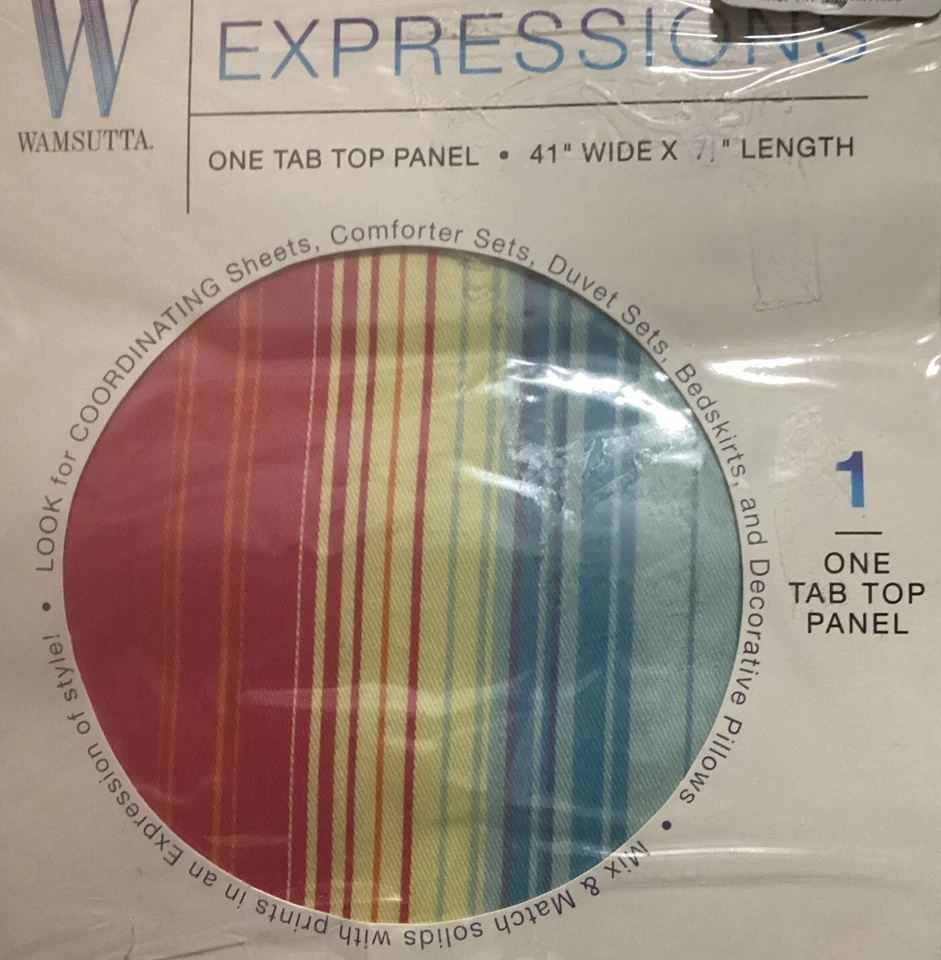 W
EXPRESSIONS
WAMSUTTA.
ONE TAB TOP PANEL • 41" WIDE X " LENGTH
• LOOK for COORDINATING Sheets, Comforter Sets, Duvet Sets, Bedskirts, and Decorative Pillows
• Mix & Match solids with prints in an Expression of style!
1
ONE
TAB TOP
PANEL